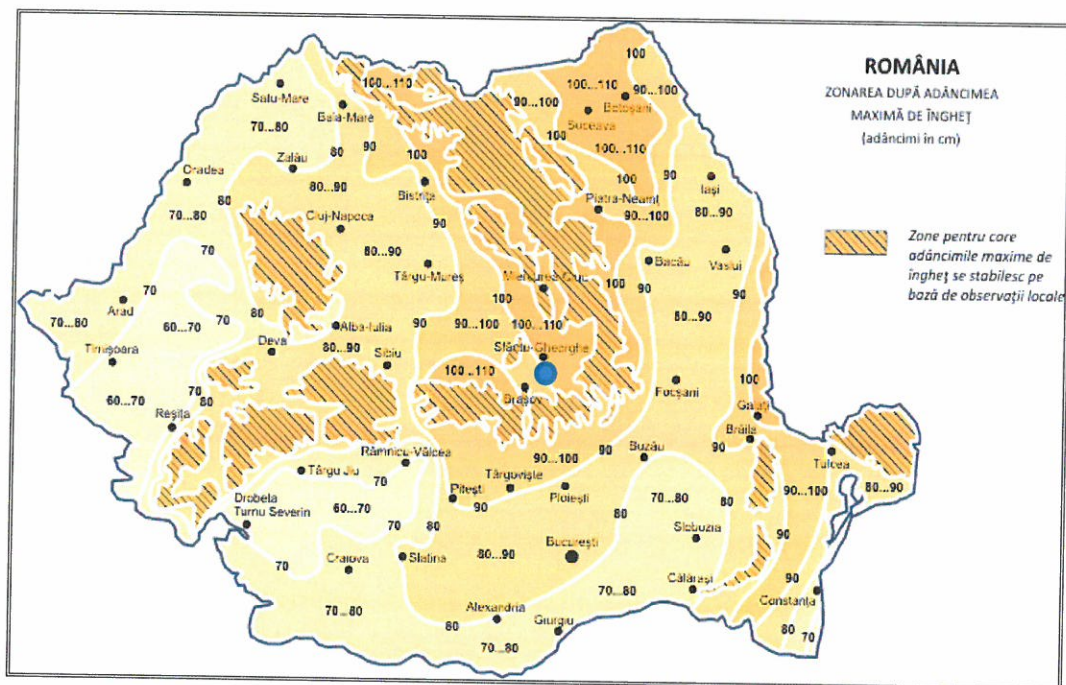 ROMÂNIA
ZONAREA DUPĂ ADÂNCIMEA
MAXIMĂ DE ÎNGHEȚ
(adâncimi în cm)
Zone pentru care
adâncimile maxime de
îngheț se stabilesc pe
bază de observații locale
100
100...110
100...110
90...100
90...100
Satu-Mare
Botoșani
Baia-Mare
Suceava
70...80
100
80
90
100...110
Zalău
100
Oradea
80...90
Bistrița
100
90
Iași
70...80
80
100
Piatra-Neamț
80...90
Cluj-Napoca
90
90...100
70
80...90
Târgu-Mureș
Bacău
Vaslui
Miercurea-Ciuc
70
100
100
90
Arad
70...80
60...70
80
Alba-Iulia
90
90...100
100...110
80...90
Timișoara
Deva
80...90
Sibiu
Sfântu-Gheorghe
100...110
Brașov
Focșani
100
60...70
70
80
Reșița
Galați
Brăila
90
Râmnicu-Vâlcea
90
Buzău
Tulcea
90...100
Târgu Jiu
70
Târgoviște
Pitești
90
Ploiești
70...80
80
90...100
80...90
Drobeta
Turnu Severin
60...70
70
80
80
Slobozia
90
București
70
Craiova
Slatina
80...90
Călărași
90
70...80
70...80
Constanța
Alexandria
80
Giurgiu
80
70
70...80